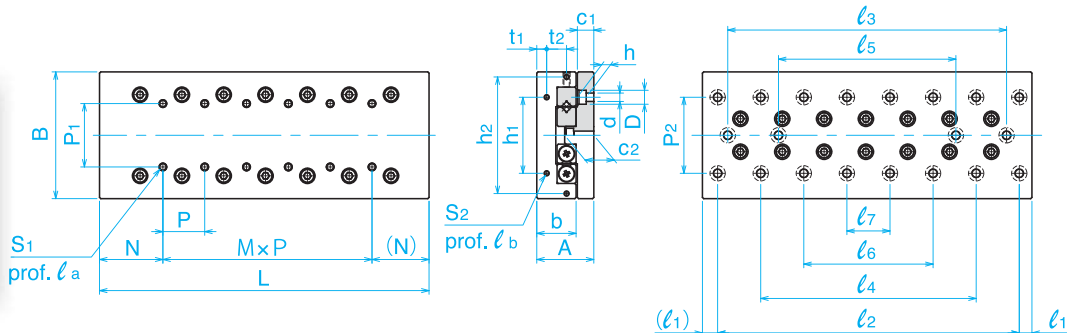 B
P1
S1
prof. ℓa
P
N
M×P
(N)
L
t1
t2
c1
h
h2
h1
d
D
c2
S2
prof. ℓb
b
A
ℓ3
ℓ5
P2
ℓ7
ℓ6
ℓ4
(ℓ1)
ℓ2
ℓ1